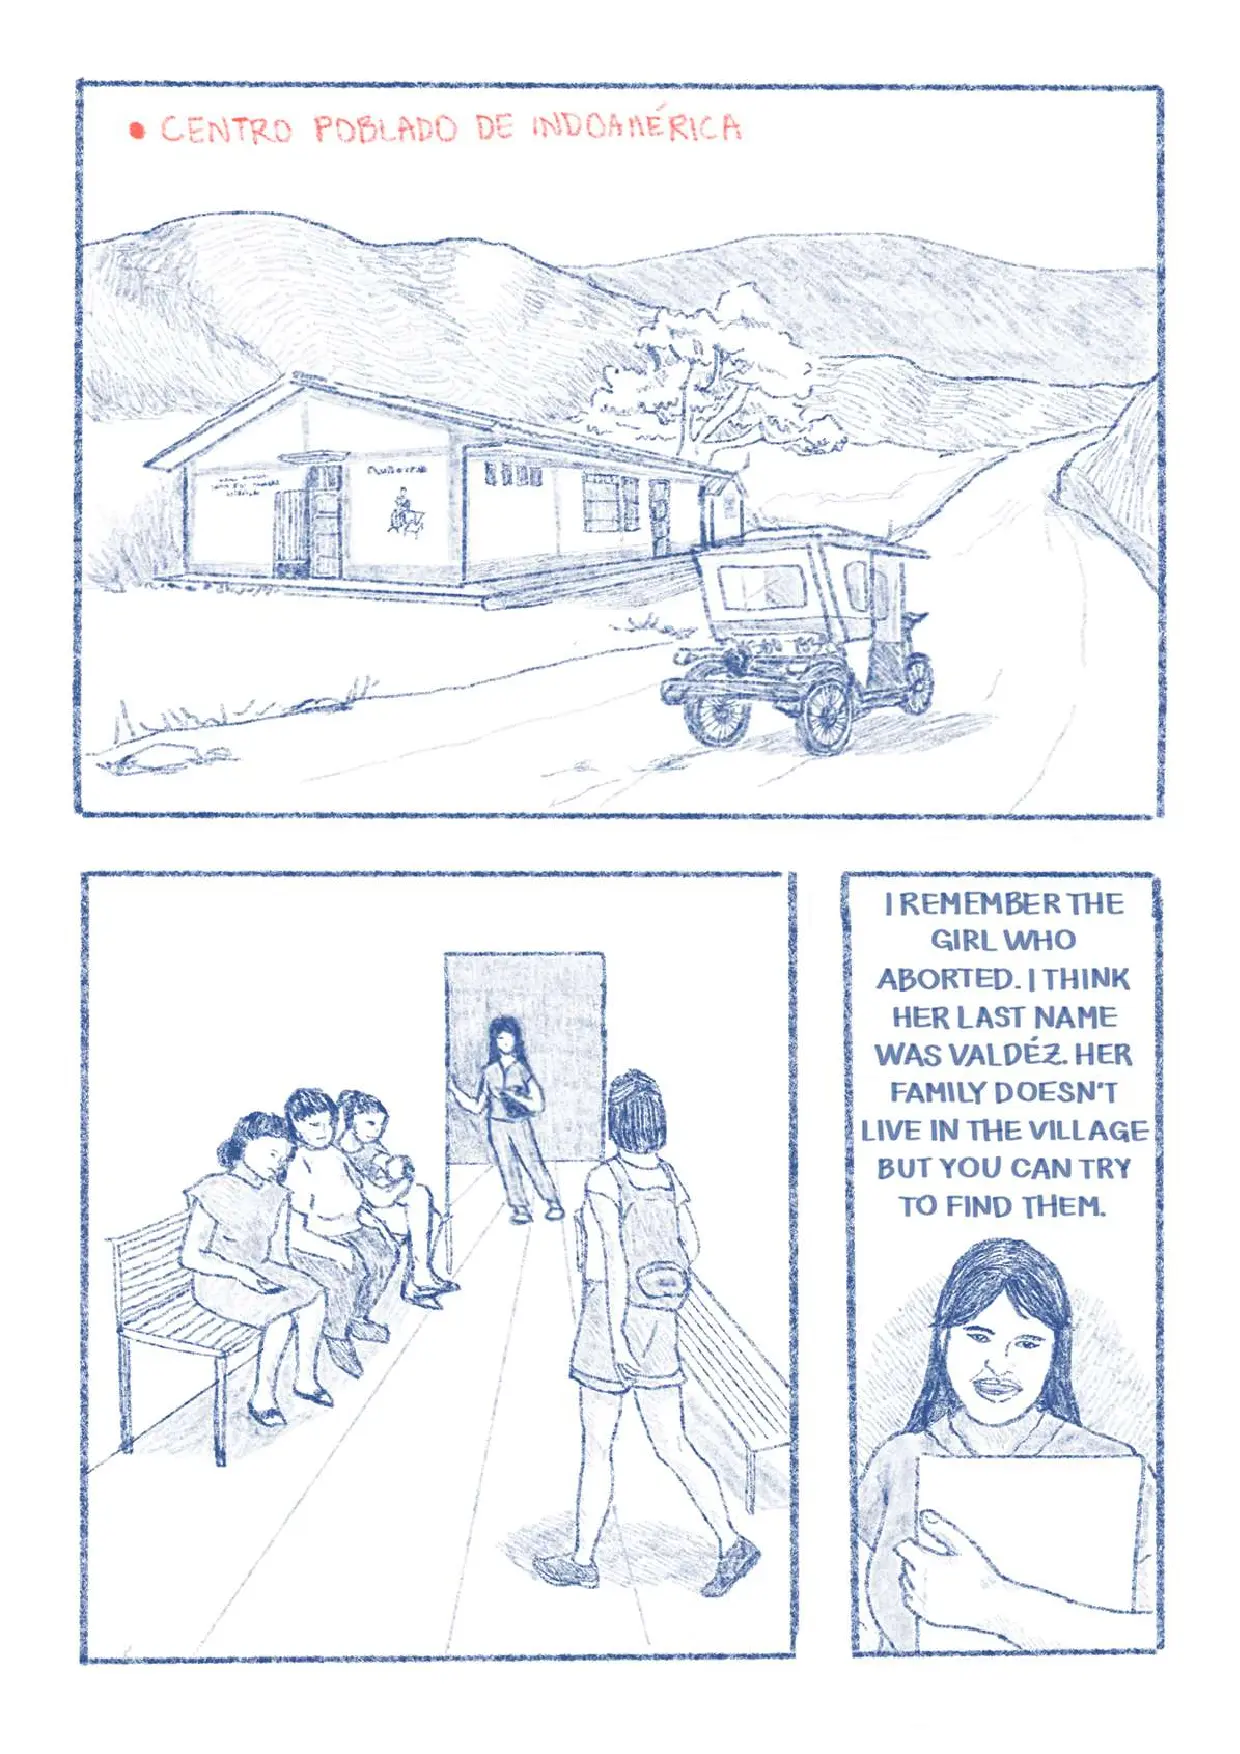 • CENTRO POBLADO DE INDOAMÉRICA
I REMEMBER THE
GIRL WHO
ABORTED. I THINK
HER LAST NAME
WAS VALDÉZ. HER
FAMILY DOESN'T
LIVE IN THE VILLAGE
BUT YOU CAN TRY
TO FIND THEM.